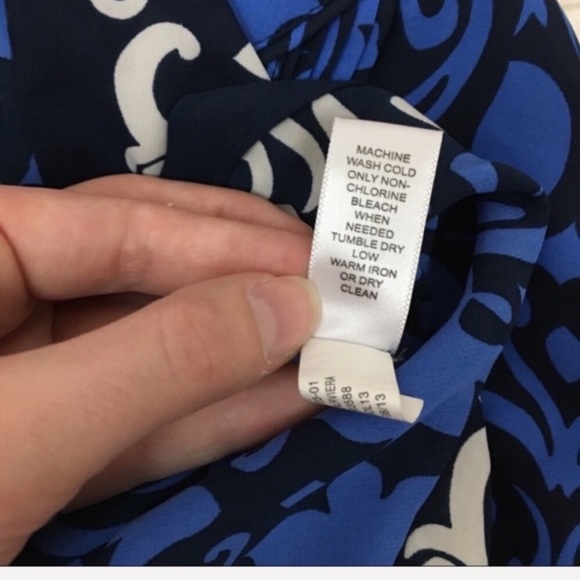 MACHINE
WASH COLD
ONLY NON-
CHLORINE
BLEACH
WHEN
NEEDED
TUMBLE DRY
LOW
WARM IRON
OR DRY
CLEAN